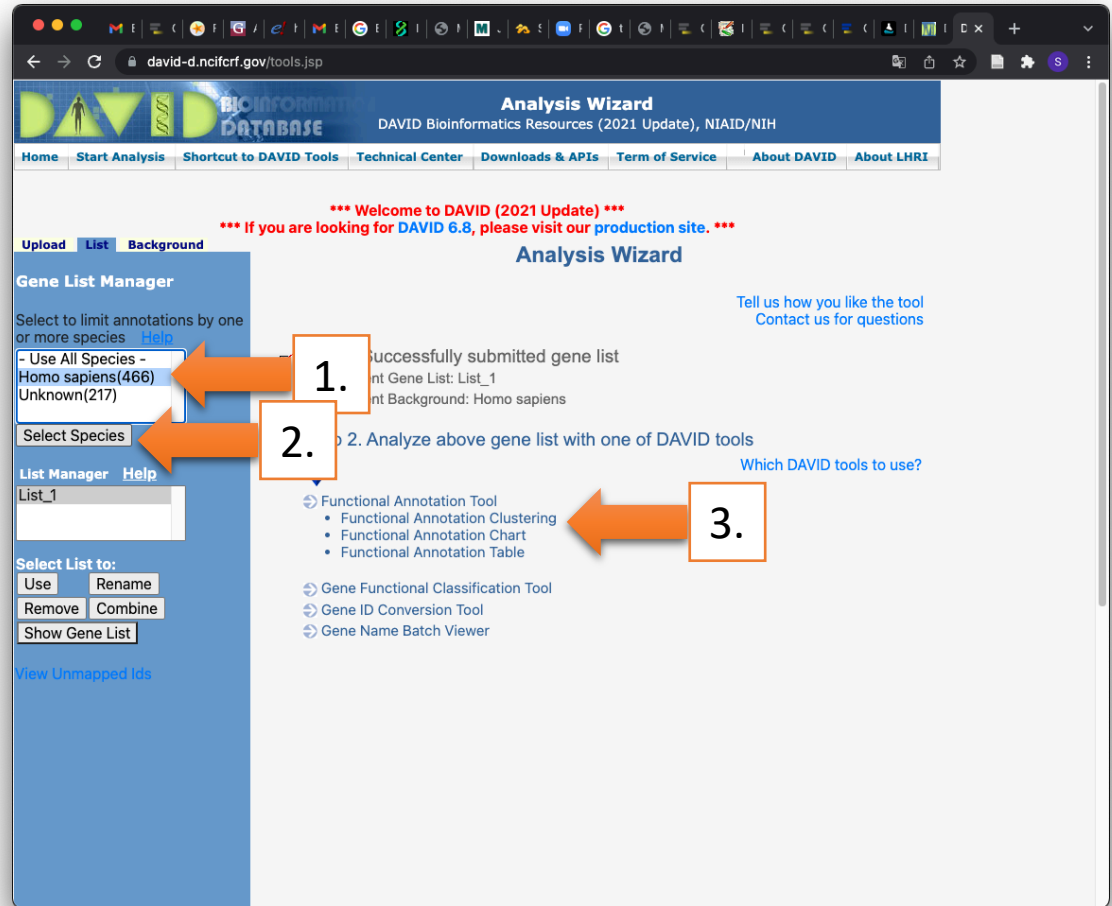 david-d.ncifcrf.gov/tools.jsp
S
DAVID BIOINFORMATICS DATABASE
Analysis Wizard
DAVID Bioinformatics Resources (2021 Update), NIAID/NIH
Home Start Analysis Shortcut to DAVID Tools Technical Center Downloads & APIs Term of Service About DAVID About LHRI
*** Welcome to DAVID (2021 Update) ***
*** If you are looking for DAVID 6.8, please visit our production site. ***
Upload List Background
Analysis Wizard
Gene List Manager
Tell us how you like the tool
Contact us for questions
Select to limit annotations by one
or more species Help
- Use All Species -
Homo sapiens(466)
Unknown(217)
Select Species
1.
2.
Successfully submitted gene list
ent Gene List: List_1
ent Background: Homo sapiens
2. Analyze above gene list with one of DAVID tools
Which DAVID tools to use?
List Manager Help
List_1
Functional Annotation Tool
• Functional Annotation Clustering
• Functional Annotation Chart
• Functional Annotation Table
3.
Select List to:
Use Rename
Remove Combine
Show Gene List
Gene Functional Classification Tool
Gene ID Conversion Tool
Gene Name Batch Viewer
View Unmapped Ids